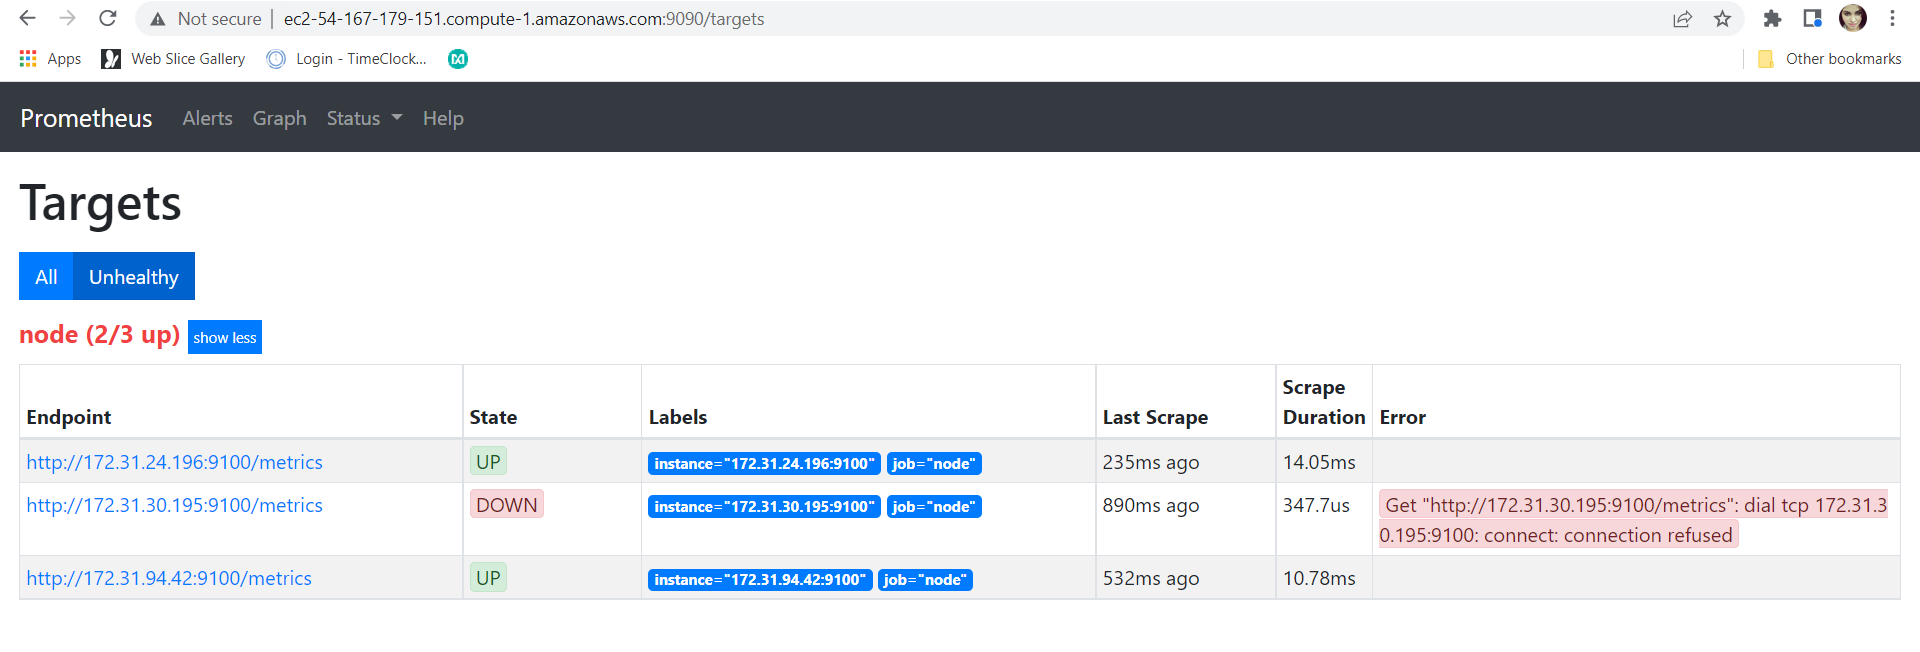 Not secure | ec2-54-167-179-151.compute-1.amazonaws.com:9090/targets
Apps Web Slice Gallery Login - TimeClock... Other bookmarks
Prometheus Alerts Graph Status Help
Targets
All Unhealthy
node (2/3 up) show less
Endpoint State Labels Last Scrape Scrape Duration Error
http://172.31.24.196:9100/metrics UP instance="172.31.24.196:9100" job="node" 235ms ago 14.05ms
http://172.31.30.195:9100/metrics DOWN instance="172.31.30.195:9100" job="node" 890ms ago 347.7us Get "http://172.31.30.195:9100/metrics": dial tcp 172.31.3
0.195:9100: connect: connection refused
http://172.31.94.42:9100/metrics UP instance="172.31.94.42:9100" job="node" 532ms ago 10.78ms